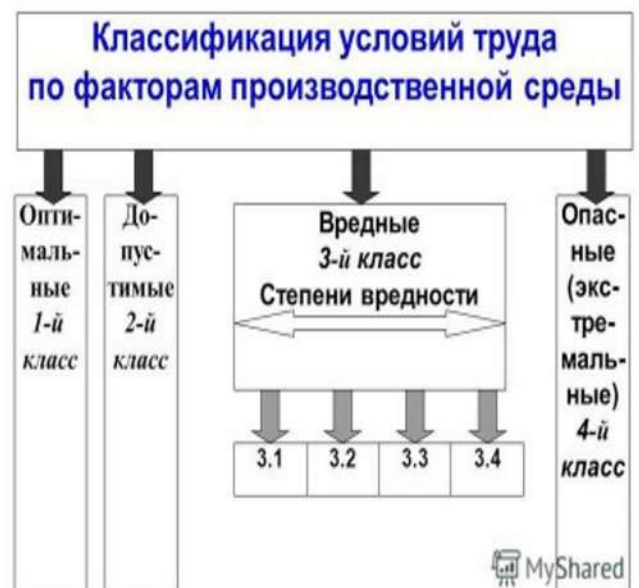 Классификация условий труда
по факторам производственной среды
Опти-
маль-
ные
1-й
класс
До-
пус-
тимые
2-й
класс
Вредные
3-й класс
Степени вредности
3.1
3.2
3.3
3.4
Опас-
ные
(экс-
тре-
маль-
ные)
4-й
класс
MyShared